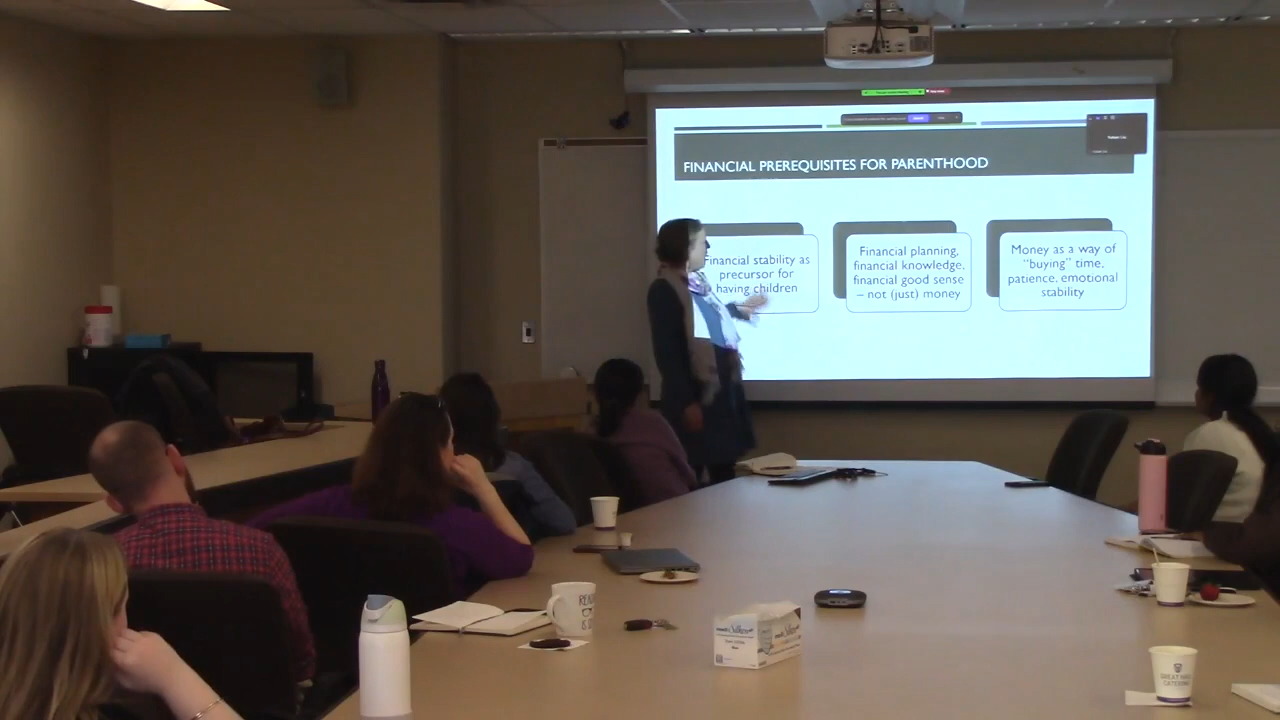 FINANCIAL PREREQUISITES FOR PARENTHOOD
Financial stability as
precursor for
having children
Financial planning,
financial knowledge,
financial good sense
– not (just) money
Money as a way of
“buying” time,
patience, emotional
stability
GREAT HALL
CATERING